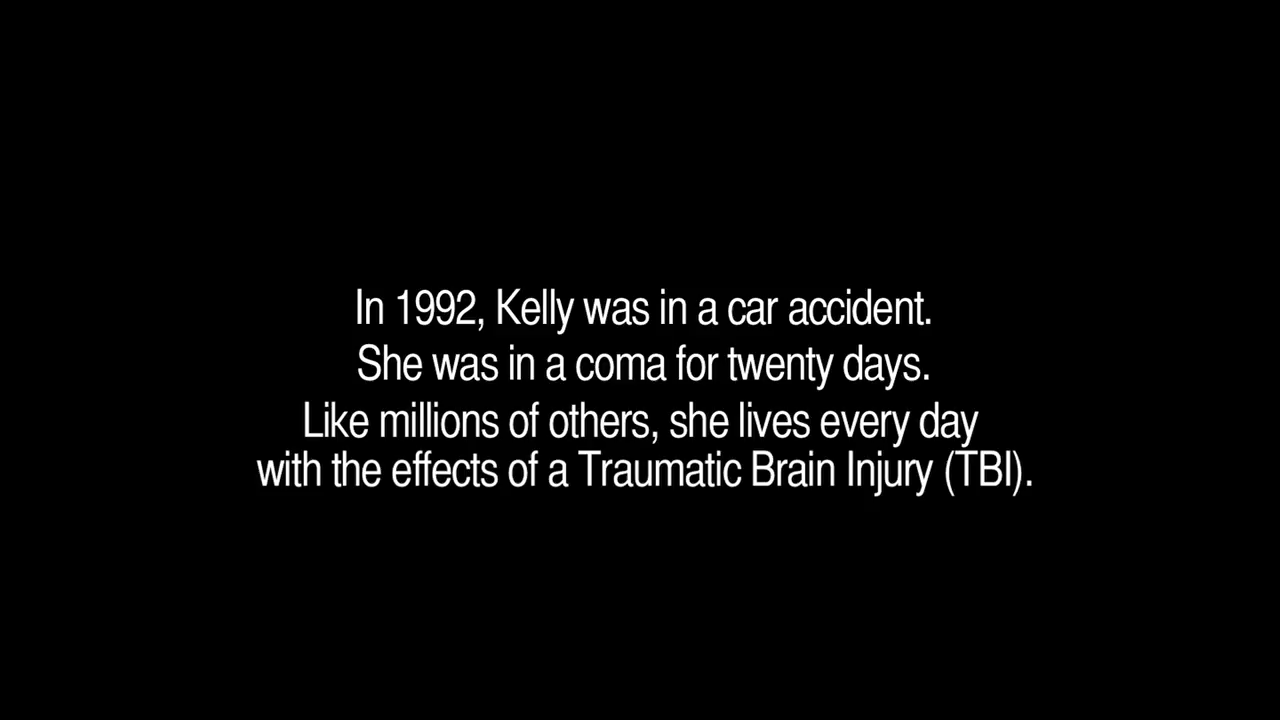 In 1992, Kelly was in a car accident.
She was in a coma for twenty days.
Like millions of others, she lives every day
with the effects of a Traumatic Brain Injury (TBI).